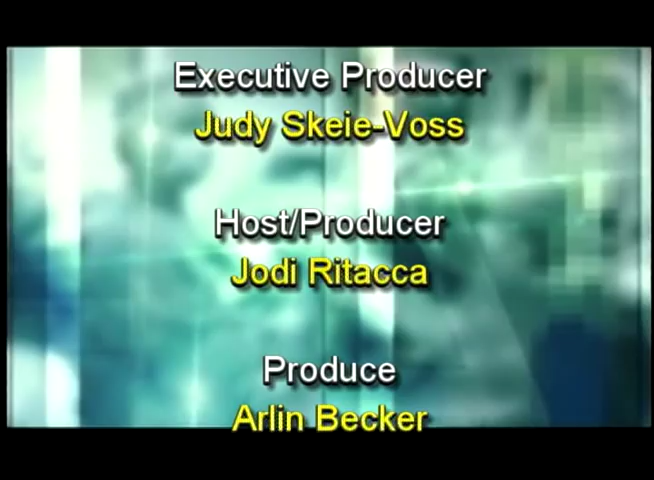 Executive Producer
Judy Skeie-Voss
Host/Producer
Jodi Ritacca
Produce
Arlin Becker